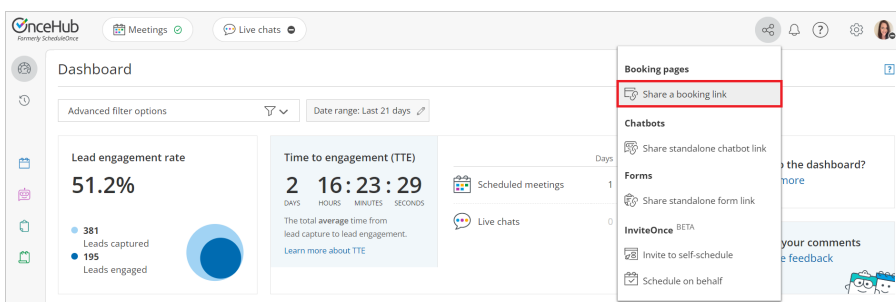 OnceHub
Formerly ScheduleOnce
Meetings
Live chats
Dashboard
Advanced filter options
Date range: Last 21 days
Lead engagement rate
51.2%
381
Leads captured
195
Leads engaged
Time to engagement (TTE)
2 16 : 23 : 29
DAYS HOURS MINUTES SECONDS
The total average time from
lead capture to lead engagement.
Learn more about TTE
Days
Scheduled meetings 1
Live chats 0
Booking pages
Share a booking link
Chatbots
Share standalone chatbot link
Forms
Share standalone form link
InviteOnce BETA
Invite to self-schedule
Schedule on behalf
the dashboard?
more
your comments
feedback